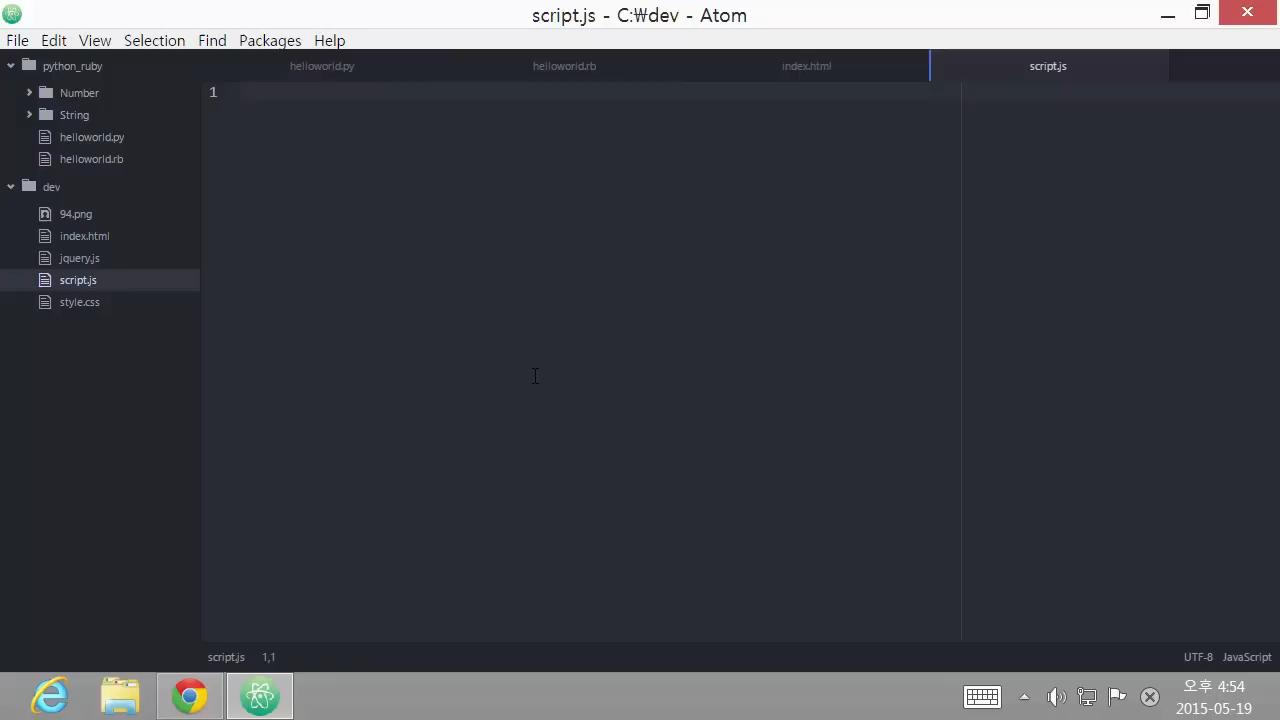 script.js - C:₩dev - Atom
File Edit View Selection Find Packages Help
python_ruby
Number
String
helloworld.py
helloworld.rb
dev
94.png
index.html
jquery.js
script.js
style.css
helloworld.py helloworld.rb index.html script.js
1
script.js 1,1 UTF-8 JavaScript
오후 4:54
2015-05-19